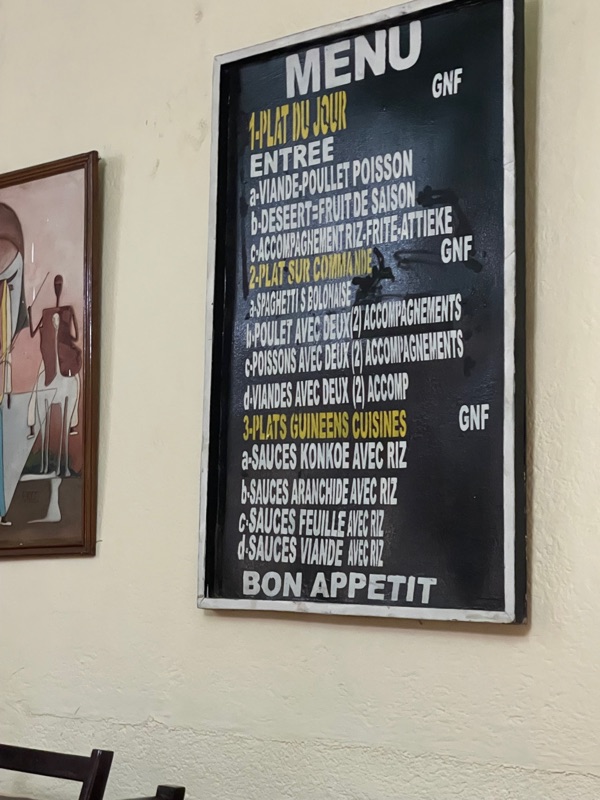 MENU
GNF
1-PLAT DU JOUR
ENTREE
a-VIANDE-POULLET POISSON
b-DESEERT=FRUIT DE SAISON
c-ACCOMPAGNEMENT RIZ-FRITE-ATTIEKE
2-PLAT SUR COMMANDE GNF
a-SPAGHETTI S BOLONAISE
b-POULET AVEC DEUX (2) ACCOMPAGNEMENTS
c-POISSONS AVEC DEUX (2) ACCOMPAGNEMENTS
d-VIANDES AVEC DEUX (2) ACCOMP
3-PLATS GUINEENS CUISINES GNF
a-SAUCES KONKOE AVEC RIZ
b-SAUCES ARANCHIDE AVEC RIZ
c-SAUCES FEUILLE AVEC RIZ
d-SAUCES VIANDE AVEC RIZ
BON APPETIT